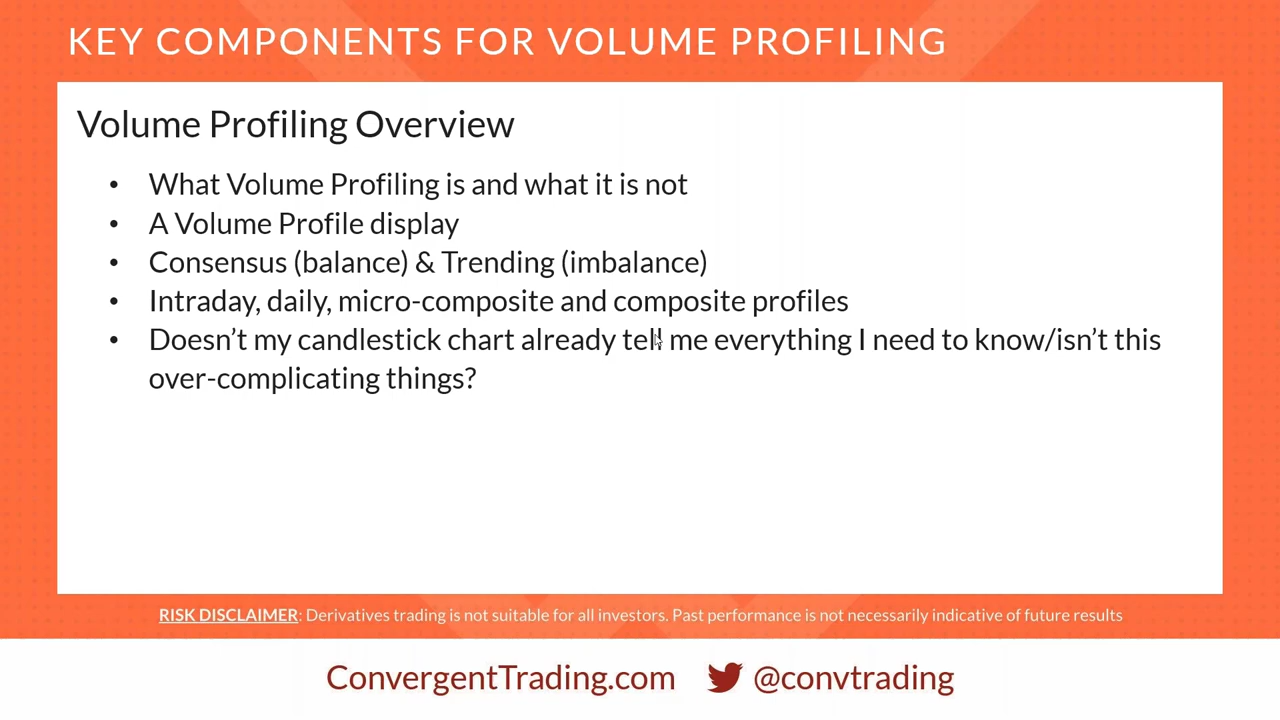 KEY COMPONENTS FOR VOLUME PROFILING
Volume Profiling Overview
• What Volume Profiling is and what it is not
• A Volume Profile display
• Consensus (balance) & Trending (imbalance)
• Intraday, daily, micro-composite and composite profiles
• Doesn’t my candlestick chart already tell me everything I need to know/isn’t this
over-complicating things?
RISK DISCLAIMER: Derivatives trading is not suitable for all investors. Past performance is not necessarily indicative of future results
ConvergentTrading.com @convtrading